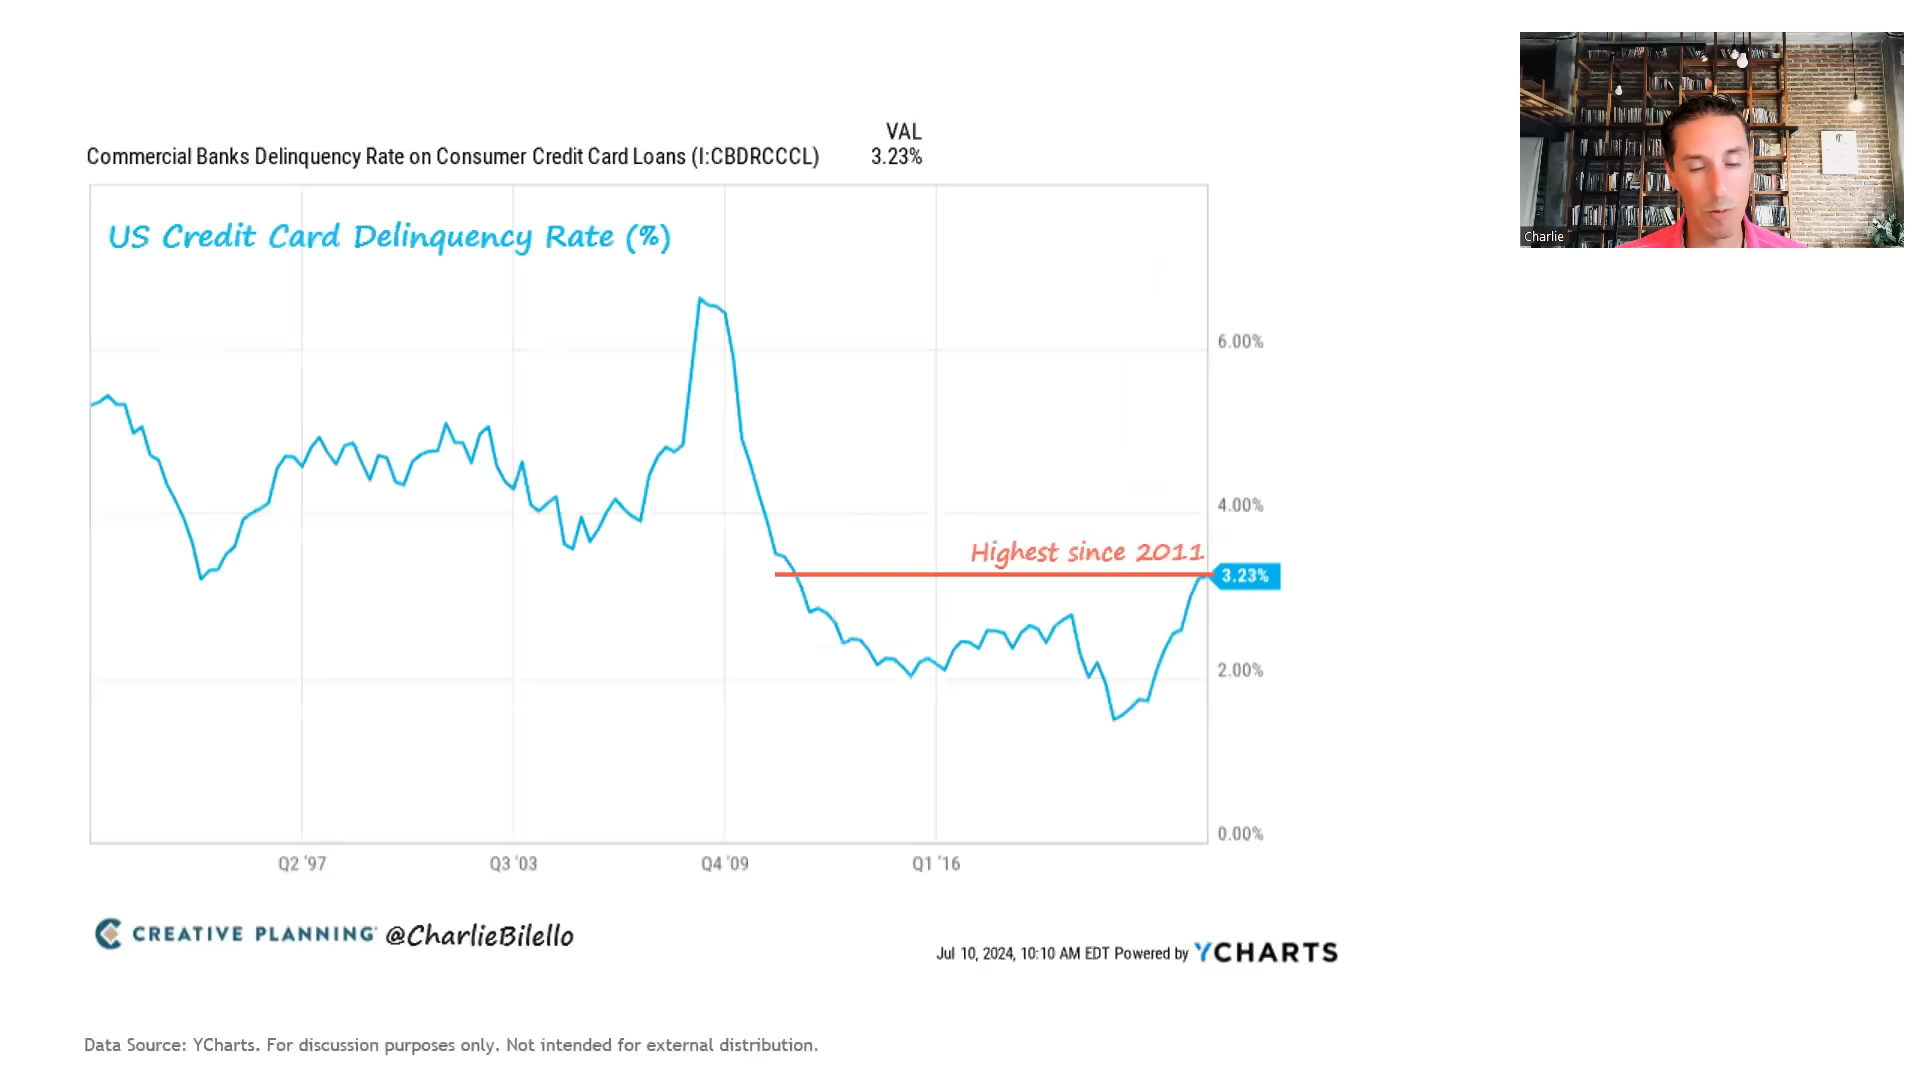 VAL
Commercial Banks Delinquency Rate on Consumer Credit Card Loans (I:CBDRCCCL) 3.23%
US Credit Card Delinquency Rate (%)
6.00%
4.00%
Highest since 2011
3.23%
2.00%
0.00%
Q2 '97 Q3 '03 Q4 '09 Q1 '16
CREATIVE PLANNING @CharlieBilello
Jul 10, 2024, 10:10 AM EDT Powered by YCHARTS
Data Source: YCharts. For discussion purposes only. Not intended for external distribution.
Charlie